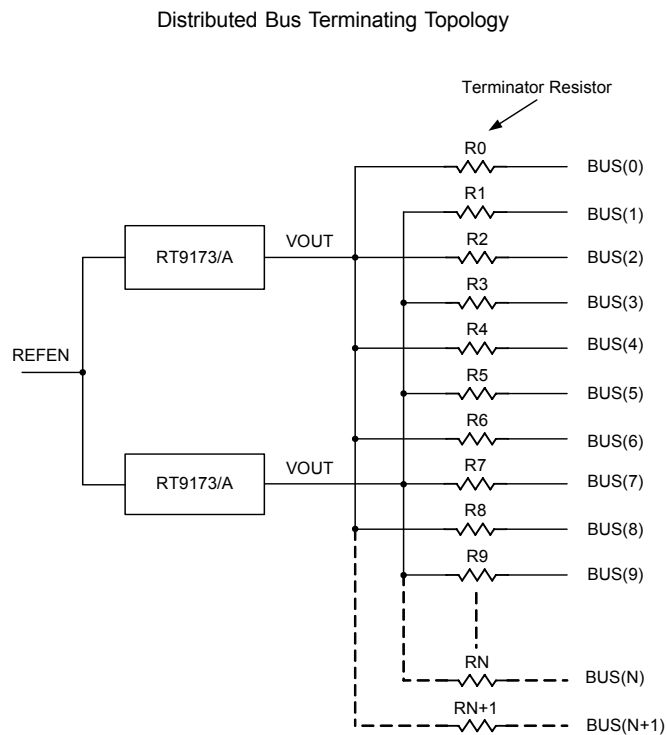 Distributed Bus Terminating Topology
Terminator Resistor
R0
BUS(0)
R1
BUS(1)
RT9173/A
VOUT
R2
BUS(2)
R3
BUS(3)
REFEN
R4
BUS(4)
R5
BUS(5)
R6
BUS(6)
RT9173/A
VOUT
R7
BUS(7)
R8
BUS(8)
R9
BUS(9)
RN
BUS(N)
RN+1
BUS(N+1)